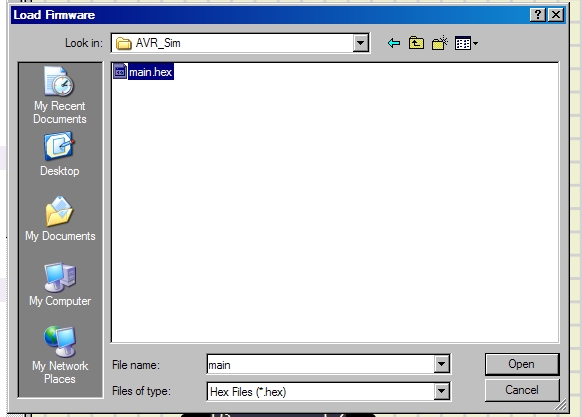 Load Firmware
Look in:
AVR_Sim
main.hex
My Recent
Documents
Desktop
My Documents
My Computer
My Network
Places
File name:
main
Open
Files of type:
Hex Files (*.hex)
Cancel